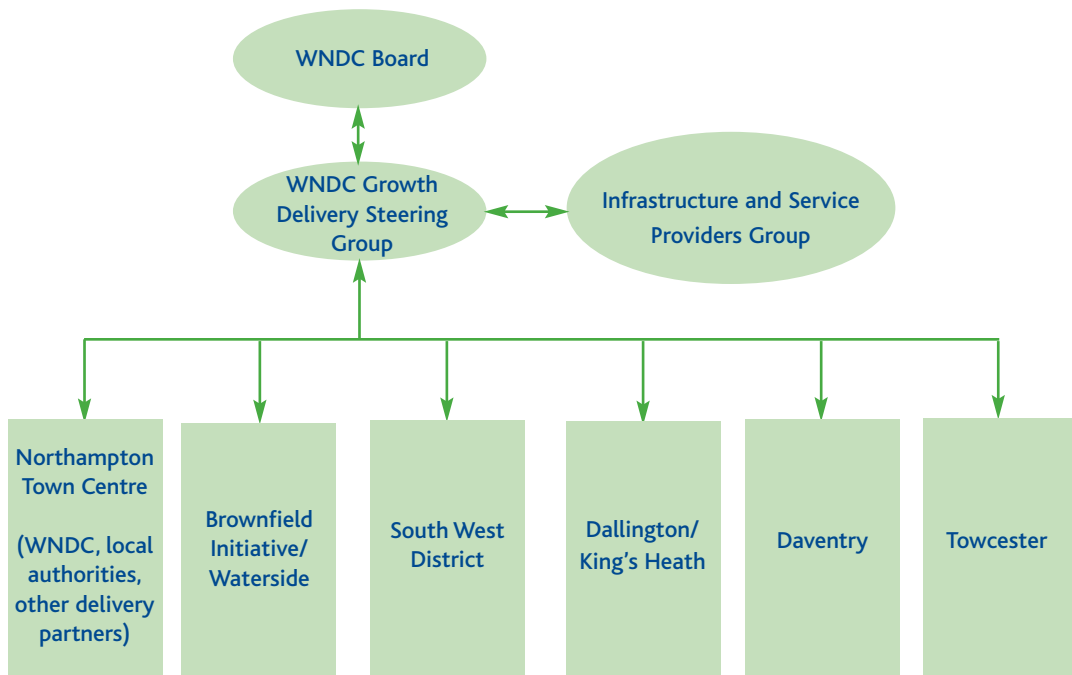 WNDC Board
WNDC Growth
Delivery Steering
Group
Infrastructure and Service
Providers Group
Northampton
Town Centre
(WNDC, local
authorities,
other delivery
partners)
Brownfield
Initiative/
Waterside
South West
District
Dallington/
King's Heath
Daventry
Towcester